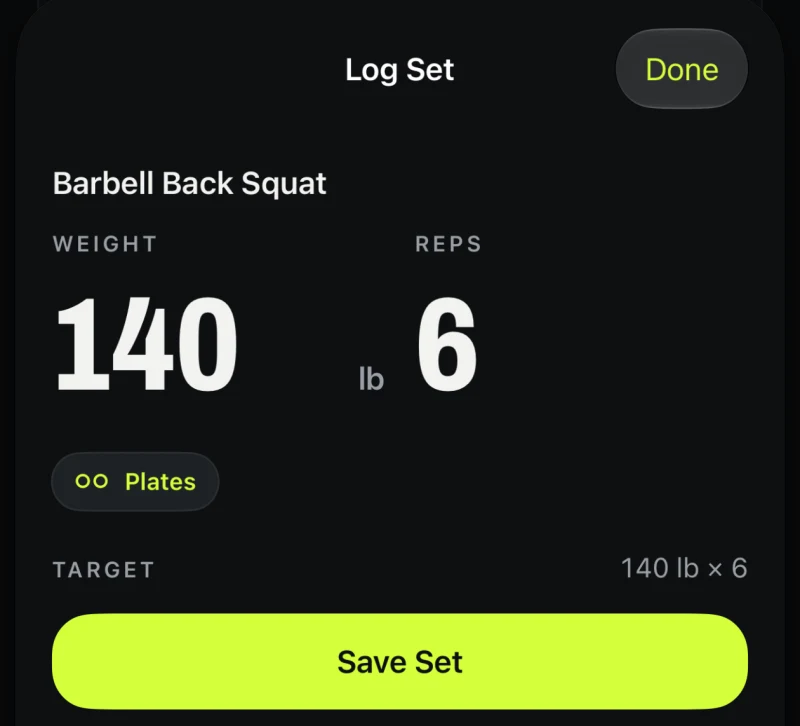 Log Set
Done
Barbell Back Squat
WEIGHT
REPS
140 lb
6
Plates
TARGET
140 lb × 6
Save Set